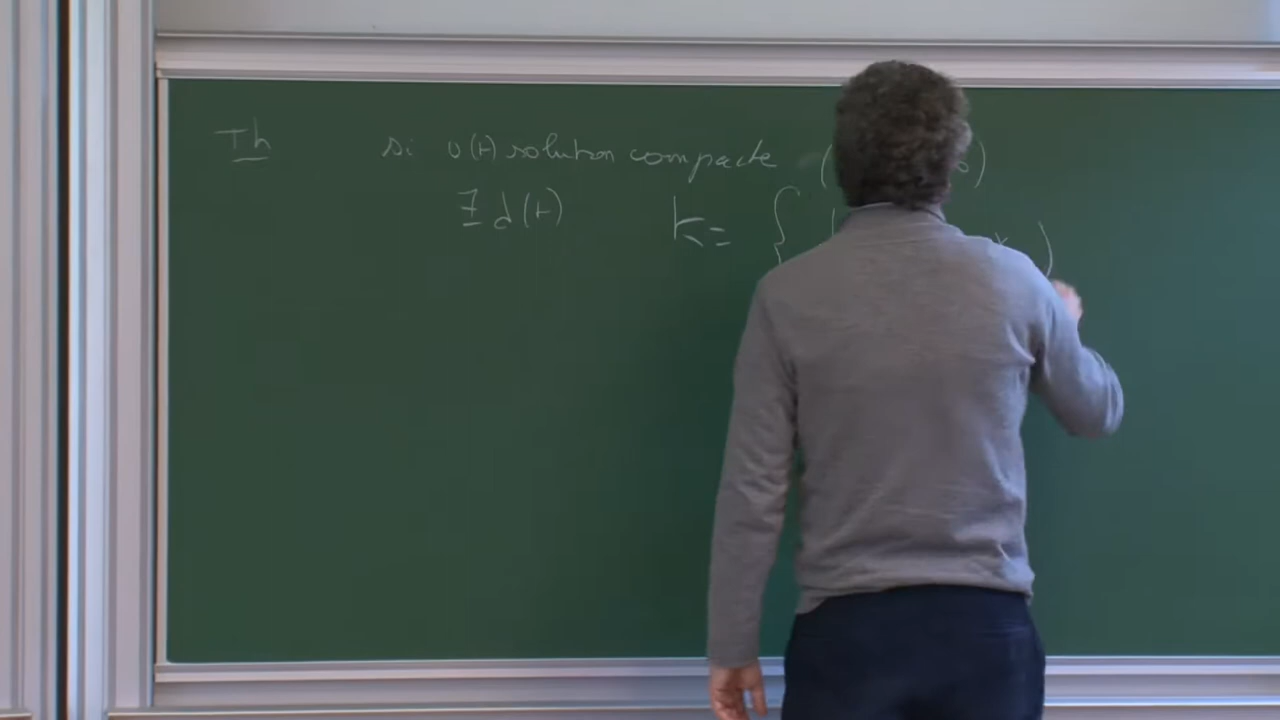 Th si u(t) solution compacte (
∃ d(t) K = {